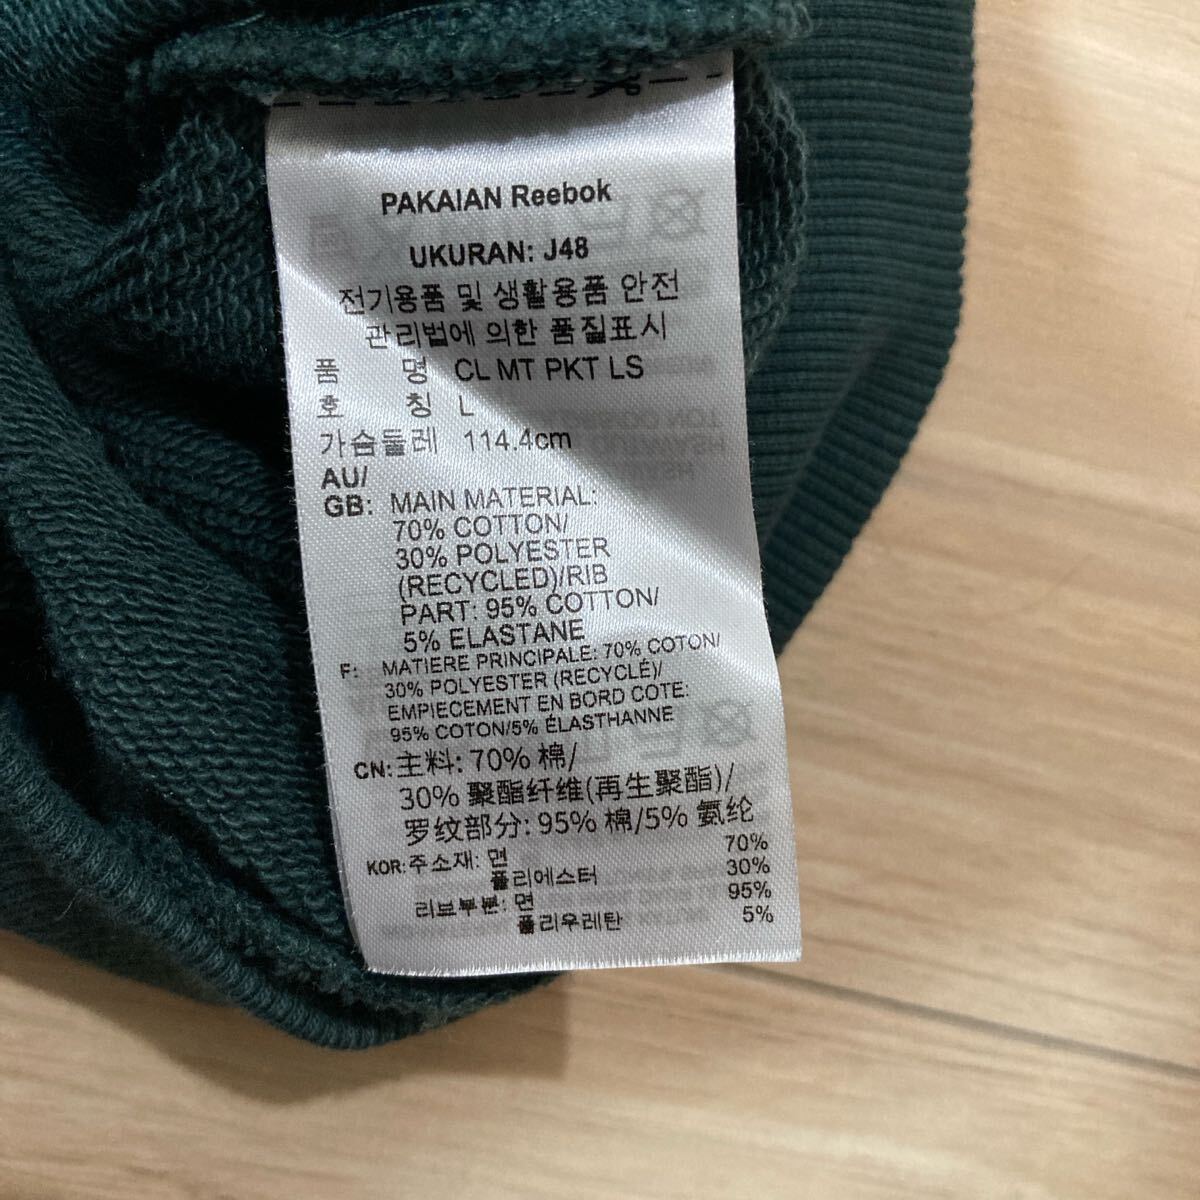 PAKAIAN Reebok
UKURAN: J48
전기용품 및 생활용품 안전
관리법에 의한 품질표시
품 명 CL MT PKT LS
호 칭 L
가슴둘레 114.4cm
AU/
GB: MAIN MATERIAL:
70% COTTON/
30% POLYESTER
(RECYCLED)/RIB
PART: 95% COTTON/
5% ELASTANE
F: MATIERE PRINCIPALE: 70% COTON/
30% POLYESTER (RECYCLÉ)/
EMPIECEMENT EN BORD COTE:
95% COTON/5% ÉLASTHANNE
CN: 主料: 70% 棉/
30% 聚酯纤维(再生聚酯)/
罗纹部分: 95% 棉/5% 氨纶
KOR: 주소재: 면 70%
폴리에스터 30%
리브부분: 면 95%
폴리우레탄 5%